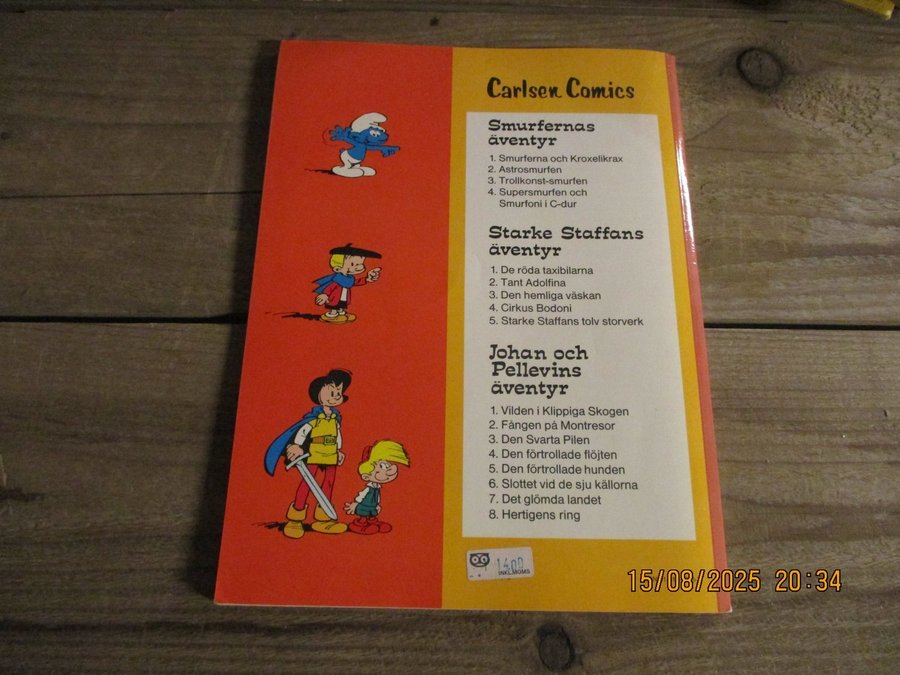 Carlsen Comics
Smurfernas
äventyr
1. Smurferna och Kroxelikrax
2. Astrosmurfen
3. Trollkonst-smurfen
4. Supersmurfen och
Smurfoni i C-dur
Starke Staffans
äventyr
1. De röda taxibilarna
2. Tant Adolfina
3. Den hemliga väskan
4. Cirkus Bodoni
5. Starke Staffans tolv storverk
Johan och
Pellevins
äventyr
1. Vilden i Klippiga Skogen
2. Fången på Montresor
3. Den Svarta Pilen
4. Den förtrollade flöjten
5. Den förtrollade hunden
6. Slottet vid de sju källorna
7. Det glömda landet
8. Hertigens ring
14.00
INKL.MOMS
15/08/2025 20:34